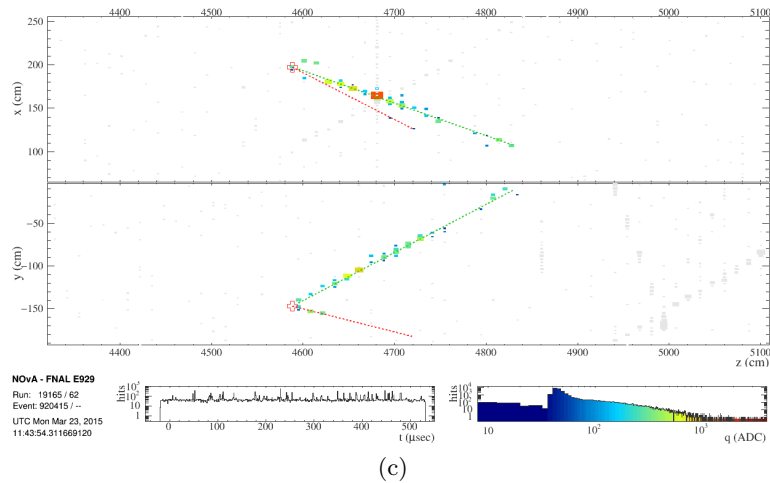 4400 4500 4600 4700 4800 4900 5000 5100
250
200
150
100
x (cm)
−50
−100
−150
y (cm)
4400 4500 4600 4700 4800 4900 5000 5100
z (cm)
NOvA - FNAL E929
Run: 19165 / 62
Event: 920415 / --
UTC Mon Mar 23, 2015
11:43:54.311669120
hits
10³
10²
10
1
0 100 200 300 400 500
t (μsec)
hits
10⁴
10³
10²
10
1
10 10² 10³
q (ADC)
(c)